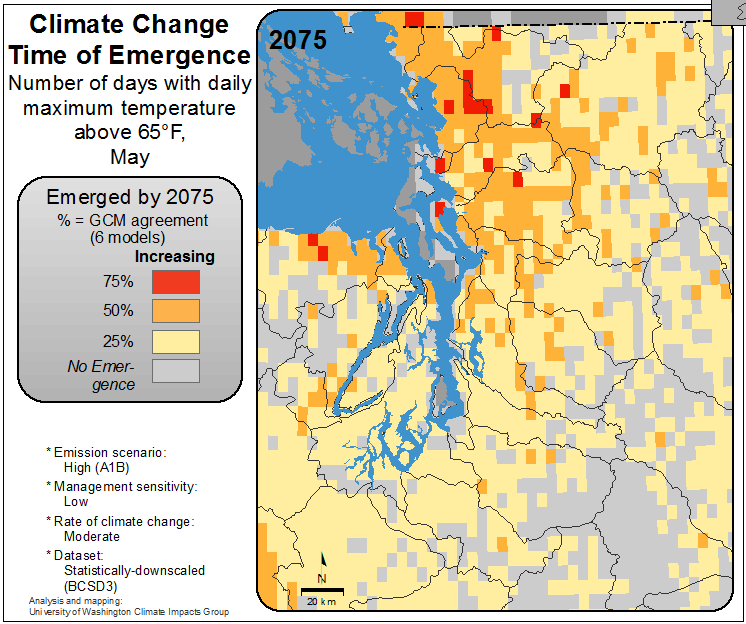 Climate Change
Time of Emergence
Number of days with daily
maximum temperature
above 65°F,
May
Emerged by 2075
% = GCM agreement
(6 models)
Increasing
75%
50%
25%
No Emer-
gence
* Emission scenario:
High (A1B)
* Management sensitivity:
Low
* Rate of climate change:
Moderate
* Dataset:
Statistically-downscaled
(BCSD3)
Analysis and mapping:
University of Washington Climate Impacts Group
2075
N
20 km